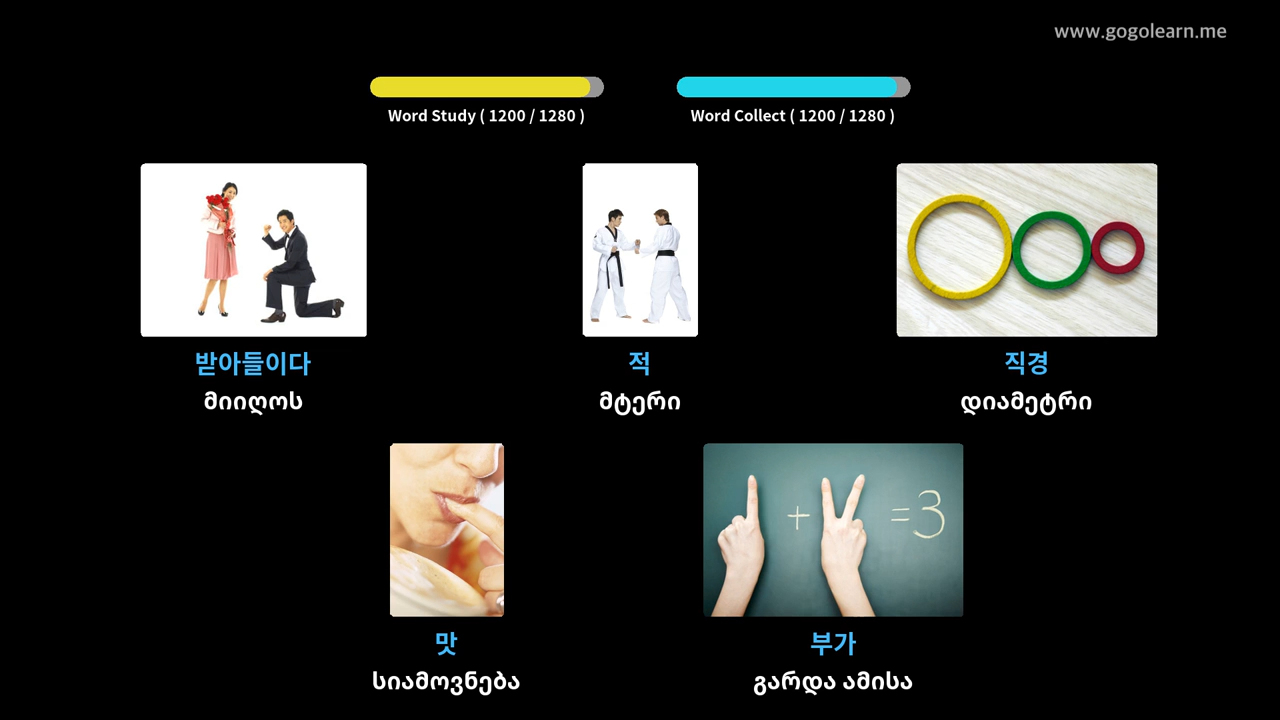 www.gogolearn.me
Word Study ( 1200 / 1280 )
Word Collect ( 1200 / 1280 )
받아들이다
მიიღოს
적
მტერი
직경
დიამეტრი
맛
სიამოვნება
부가
გარდა ამისა
+ = 3